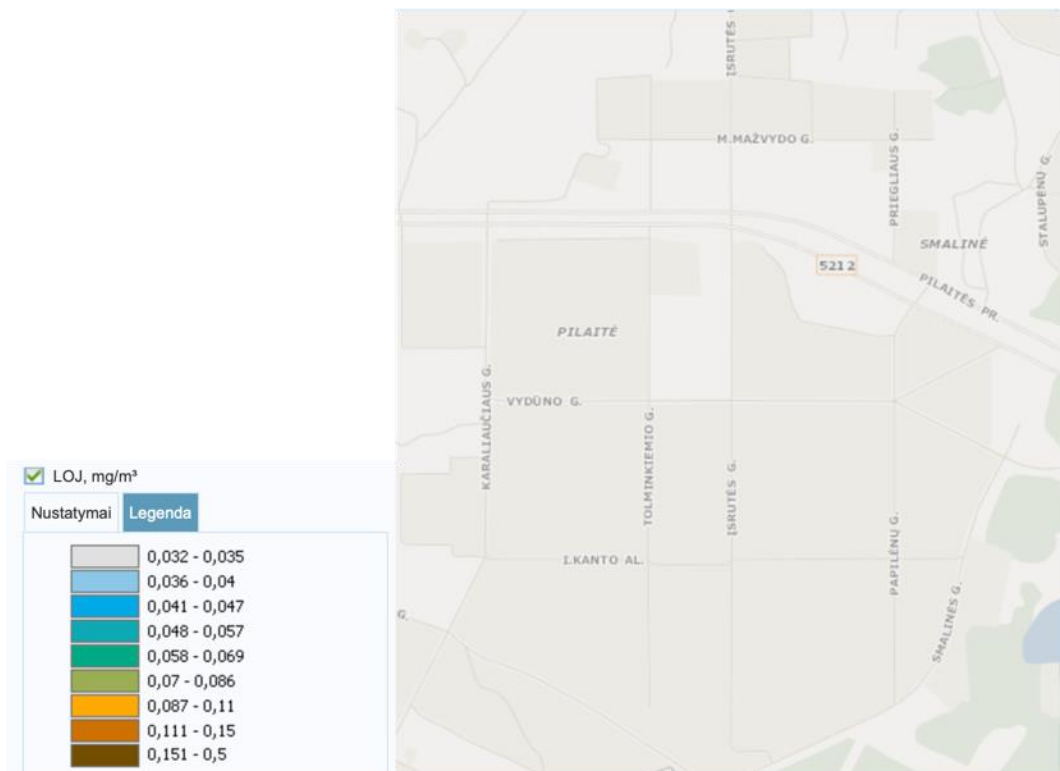 LOJ, mg/m³
Nustatymai
Legenda
0,032 - 0,035
0,036 - 0,04
0,041 - 0,047
0,048 - 0,057
0,058 - 0,069
0,07 - 0,086
0,087 - 0,11
0,111 - 0,15
0,151 - 0,5
ĮSRUTĖS
M.MAŽVYDO G.
PRIEGLIAUS G.
STALUPĖNŲ G.
SMALINĖ
5212
PILAITĖS PR.
PILAITĖ
KARALIAUČIAUS G.
VYDŪNO G.
TOLMINKIEMIO G.
ĮSRUTĖS G.
PAPILĖNŲ G.
I.KANTO AL.
SMALINĖS G.
G.